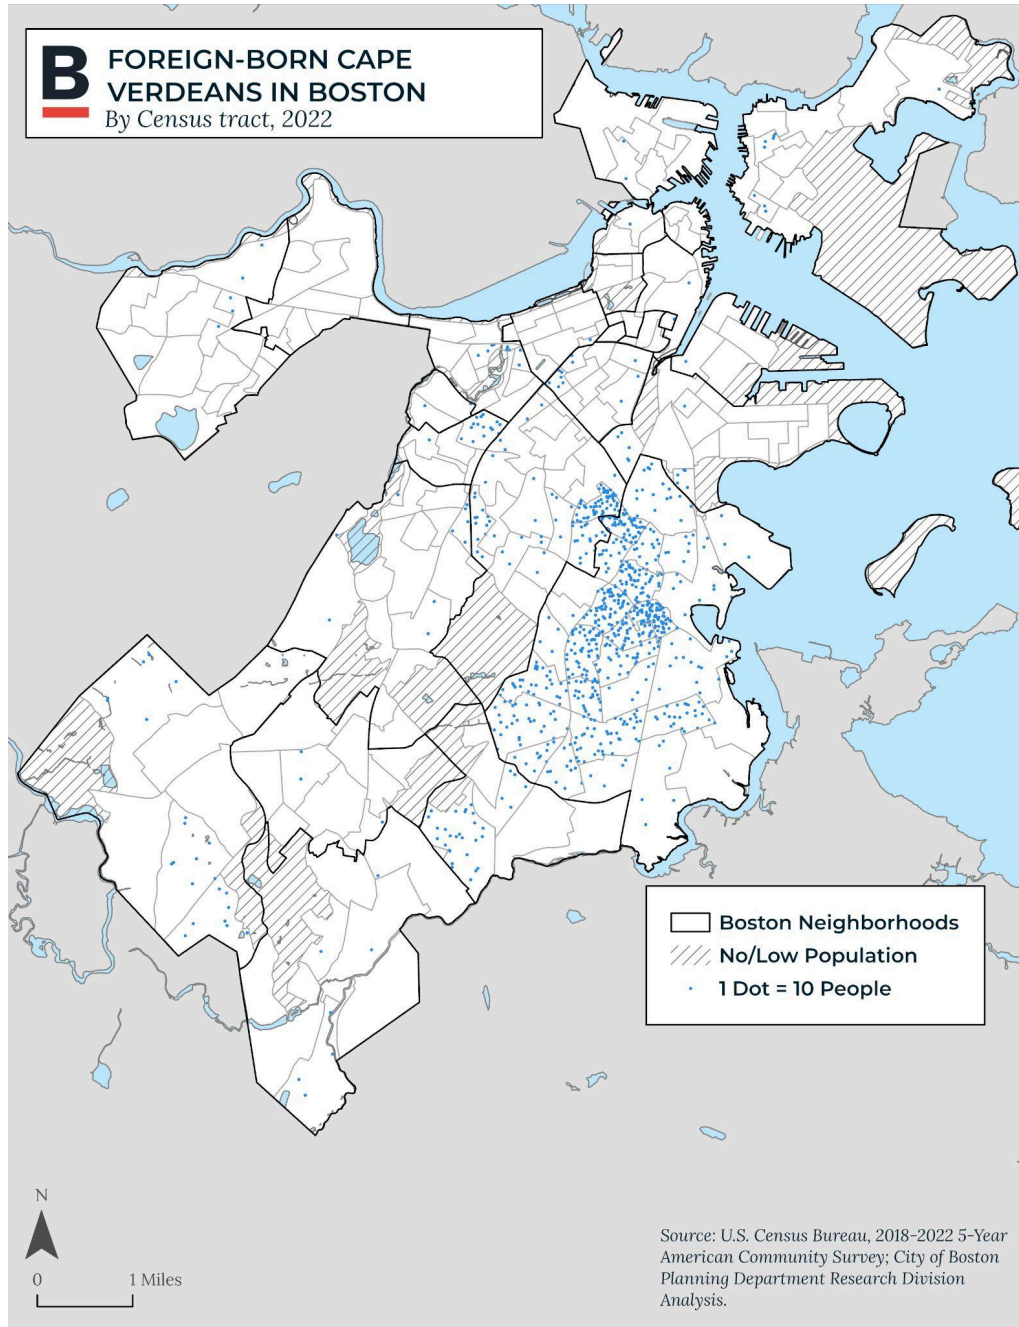 B
FOREIGN-BORN CAPE
VERDEANS IN BOSTON
By Census tract, 2022
Boston Neighborhoods
No/Low Population
1 Dot = 10 People
N
0 1 Miles
Source: U.S. Census Bureau, 2018-2022 5-Year
American Community Survey; City of Boston
Planning Department Research Division
Analysis.